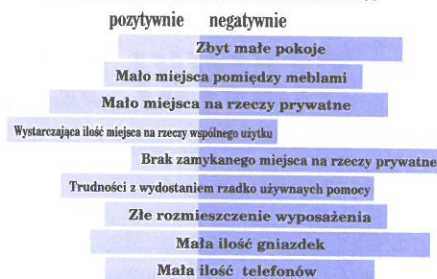 pozytywnie negatywnie
Zbyt małe pokoje
Mało miejsca pomiędzy meblami
Mało miejsca na rzeczy prywatne
Wystarczająca ilość miejsca na rzeczy wspólnego użytku
Brak zamykanego miejsca na rzeczy prywatne
Trudności z wydostaniem rzadko używnaych pomocy
Złe rozmieszczenie wyposażenia
Mała ilość gniazdek
Mała ilość telefonów